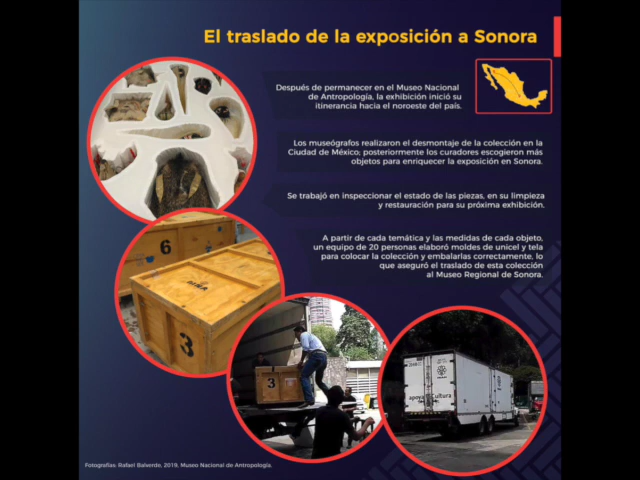 El traslado de la exposición a Sonora
Después de permanecer en el Museo Nacional
de Antropología, la exhibición inició su
itinerancia hacia el noroeste del país.
Los museógrafos realizaron el desmontaje de la colección en la
Ciudad de México; posteriormente los curadores escogieron más
objetos para enriquecer la exposición en Sonora.
Se trabajó en inspeccionar el estado de las piezas, en su limpieza
y restauración para su próxima exhibición.
A partir de cada temática y las medidas de cada objeto,
un equipo de 20 personas elaboró moldes de unicel y tela
para colocar la colección y embalarlas correctamente, lo
que aseguró el traslado de esta colección
al Museo Regional de Sonora.
6
3
3
apoya Cultura
Fotografías: Rafael Balverde, 2019, Museo Nacional de Antropología.